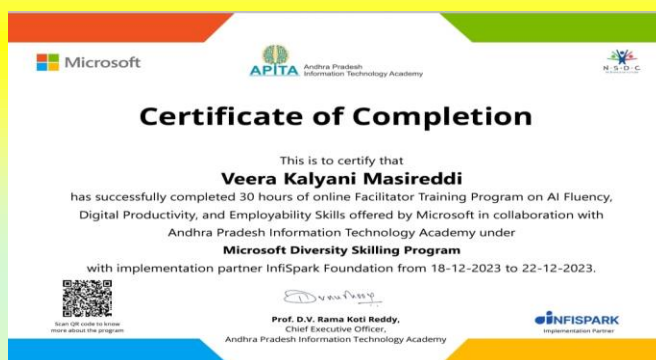 Microsoft
APITA
Andhra Pradesh
Information Technology Academy
N·S·D·C
Certificate of Completion
This is to certify that
Veera Kalyani Masireddi
has successfully completed 30 hours of online Facilitator Training Program on AI Fluency,
Digital Productivity, and Employability Skills offered by Microsoft in collaboration with
Andhra Pradesh Information Technology Academy under
Microsoft Diversity Skilling Program
with implementation partner InfiSpark Foundation from 18-12-2023 to 22-12-2023.
Scan QR code to know
more about the program
Prof. D.V. Rama Koti Reddy,
Chief Executive Officer,
Andhra Pradesh Information Technology Academy
INFISPARK
Implementation Partner